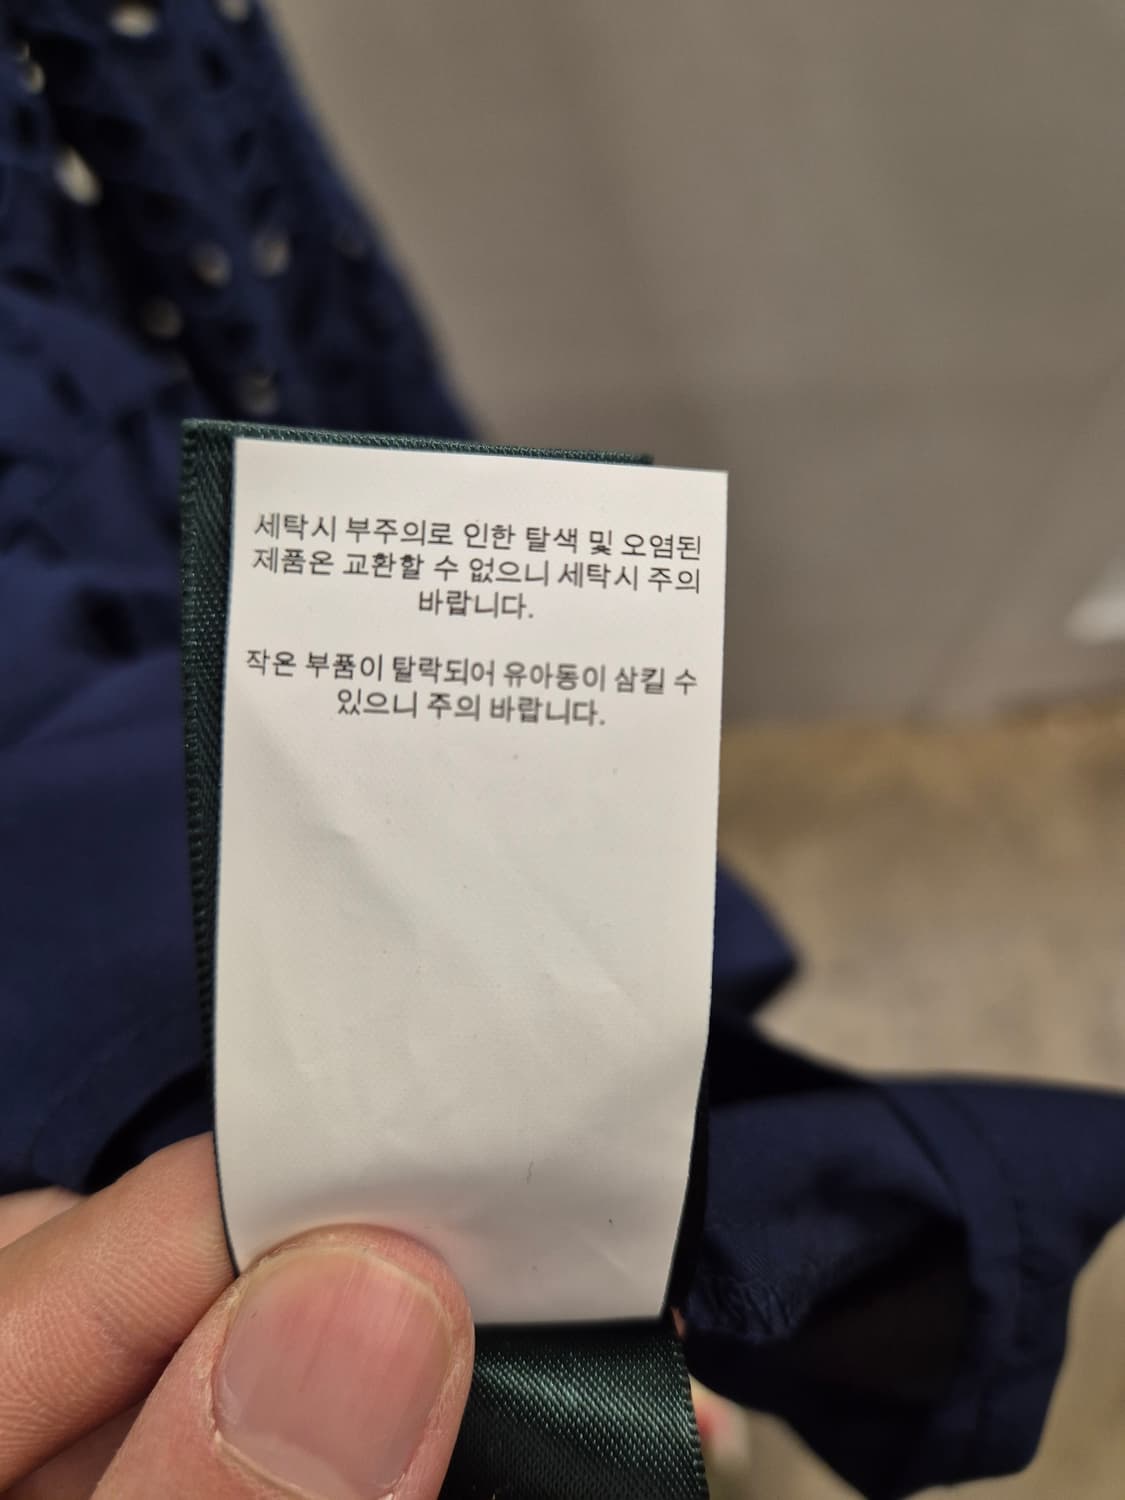 세탁시 부주의로 인한 탈색 및 오염된
제품은 교환할 수 없으니 세탁시 주의
바랍니다.
작은 부품이 탈락되어 유아동이 삼킬 수
있으니 주의 바랍니다.